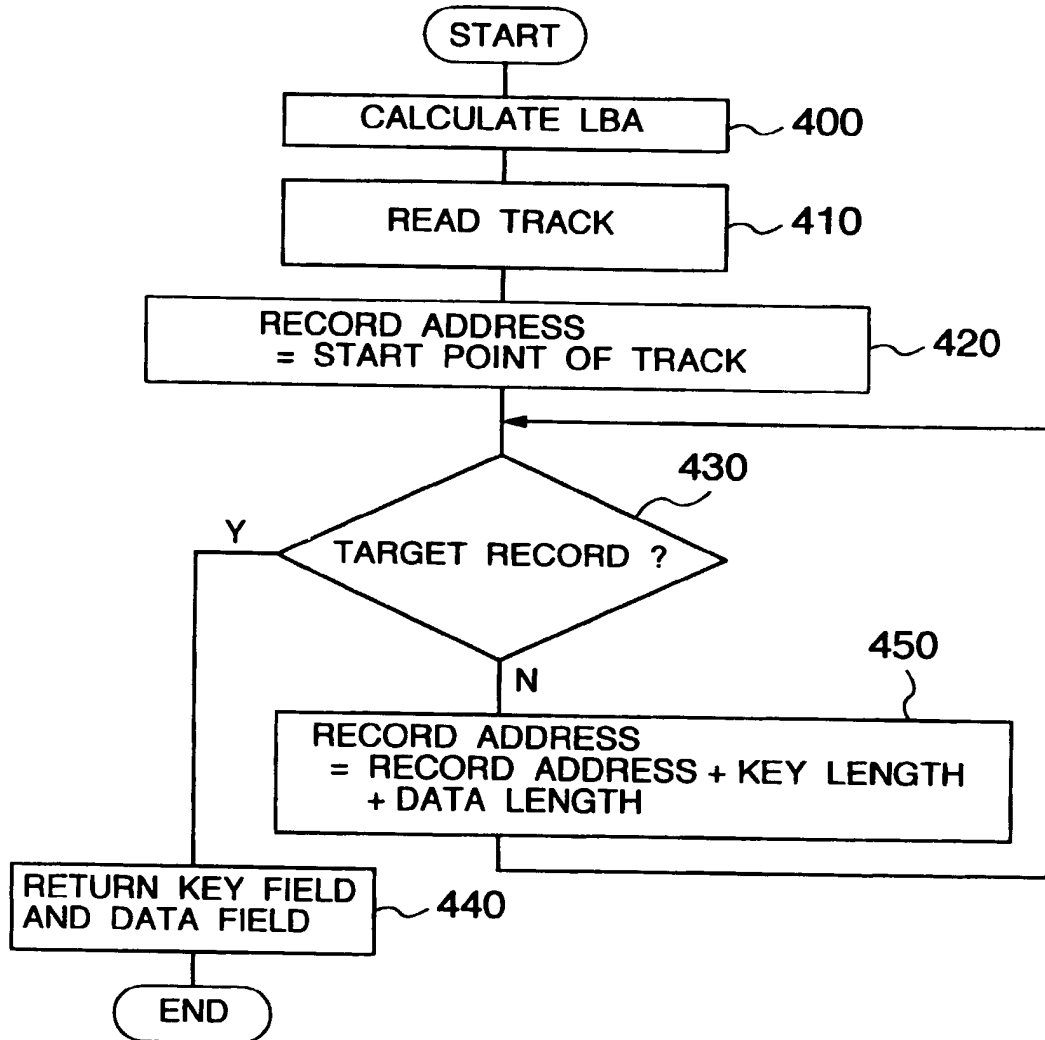 START
CALCULATE LBA
400
READ TRACK
410
RECORD ADDRESS
= START POINT OF TRACK
420
430
Y
TARGET RECORD ?
N
450
RECORD ADDRESS
= RECORD ADDRESS + KEY LENGTH
+ DATA LENGTH
RETURN KEY FIELD
AND DATA FIELD
440
END